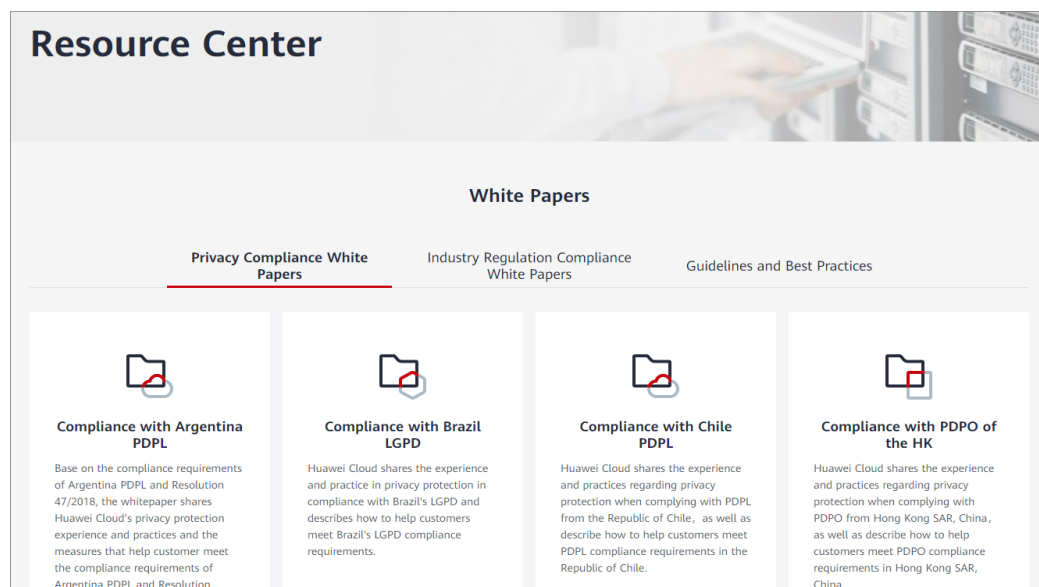 Resource Center
White Papers
Privacy Compliance White
Papers
Industry Regulation Compliance
White Papers
Guidelines and Best Practices
Compliance with Argentina
PDPL
Base on the compliance requirements
of Argentina PDPL and Resolution
47/2018, the whitepaper shares
Huawei Cloud's privacy protection
experience and practices and the
measures that help customer meet
the compliance requirements of
Argentina PDPL and Resolution
Compliance with Brazil
LGPD
Huawei Cloud shares the experience
and practice in privacy protection in
compliance with Brazil's LGPD and
describes how to help customers
meet Brazil's LGPD compliance
requirements.
Compliance with Chile
PDPL
Huawei Cloud shares the experience
and practices regarding privacy
protection when complying with PDPL
from the Republic of Chile，as well as
describe how to help customers meet
PDPL compliance requirements in the
Republic of Chile.
Compliance with PDPO of
the HK
Huawei Cloud shares the experience
and practices regarding privacy
protection when complying with
PDPO from Hong Kong SAR, China，
as well as describe how to help
customers meet PDPO compliance
requirements in Hong Kong SAR,
China.